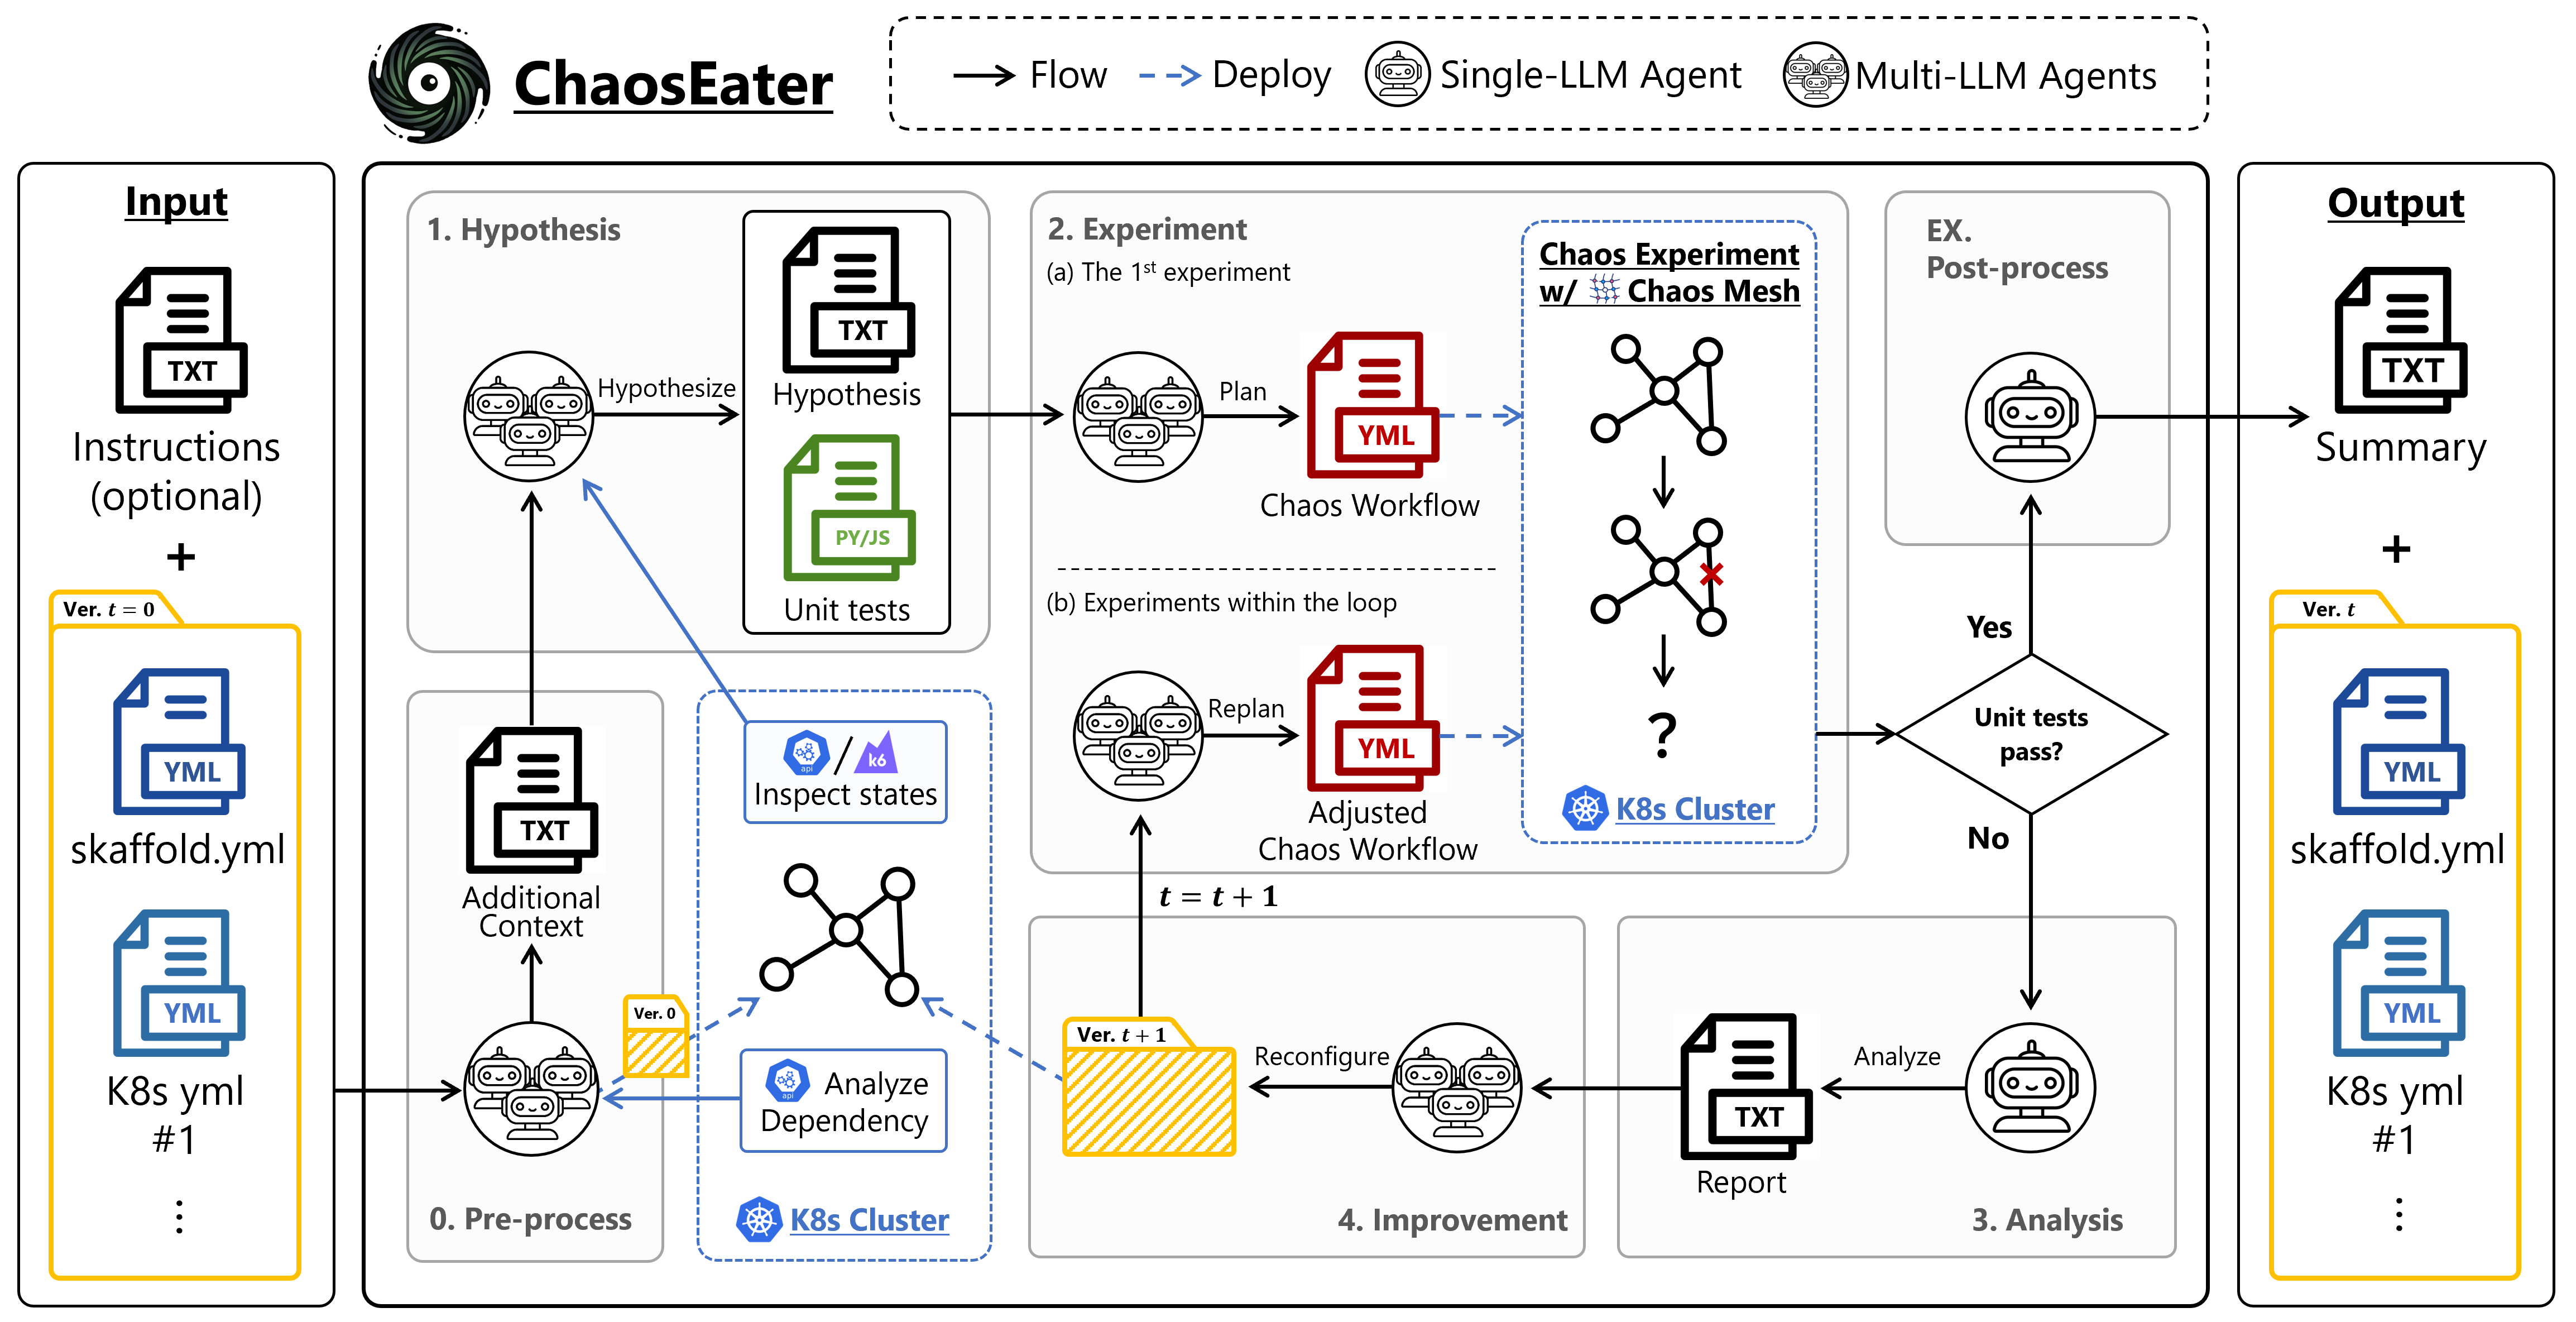 ChaosEater
Flow
Deploy
Single-LLM Agent
Multi-LLM Agents
Input
TXT
Instructions
(optional)
+
Ver. t = 0
YML
skaffold.yml
YML
K8s yml
#1
⋮
1. Hypothesis
Hypothesize
TXT
Hypothesis
PY/JS
Unit tests
TXT
Additional
Context
Ver. 0
0. Pre-process
api
/
k6
Inspect states
api
Analyze
Dependency
K8s Cluster
2. Experiment
(a) The 1st experiment
Plan
YML
Chaos Workflow
(b) Experiments within the loop
Replan
YML
Adjusted
Chaos Workflow
Chaos Experiment
w/ Chaos Mesh
?
K8s Cluster
t = t + 1
Ver. t + 1
Reconfigure
4. Improvement
TXT
Report
Analyze
3. Analysis
EX.
Post-process
Yes
Unit tests
pass?
No
Output
TXT
Summary
+
Ver. t
YML
skaffold.yml
YML
K8s yml
#1
⋮